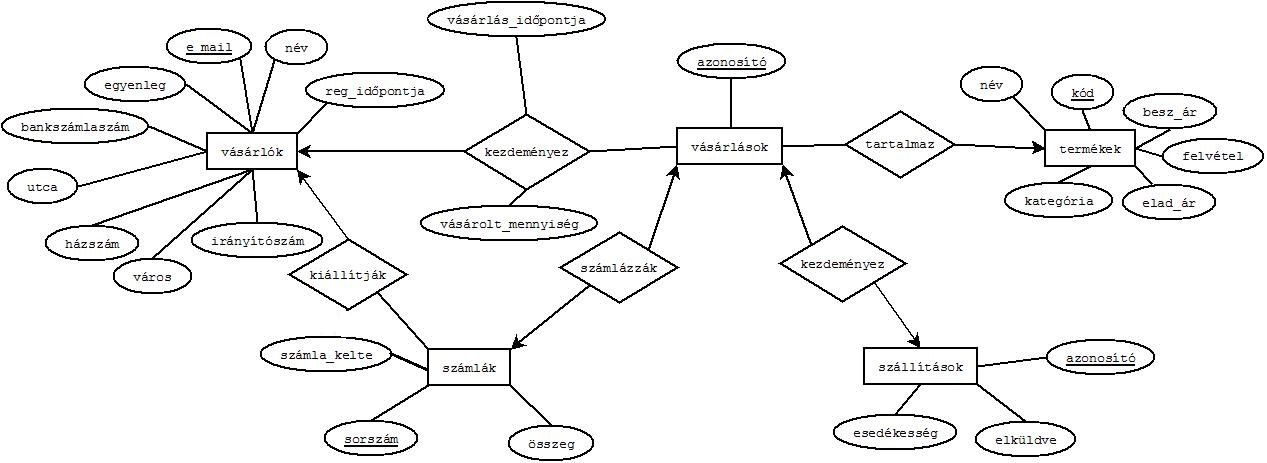 vásárlás_időpontja
e_mail
név
azonosító
egyenleg
reg_időpontja
név
kód
besz_ár
bankszámlaszám
vásárlók
kezdeményez
vásárlások
tartalmaz
termékek
felvétel
utca
kategória
elad_ár
vásárolt_mennyiség
házszám
irányítószám
város
kiállítják
számlázzák
kezdeményez
számla_kelte
számlák
szállítások
azonosító
sorszám
összeg
esedékesség
elküldve